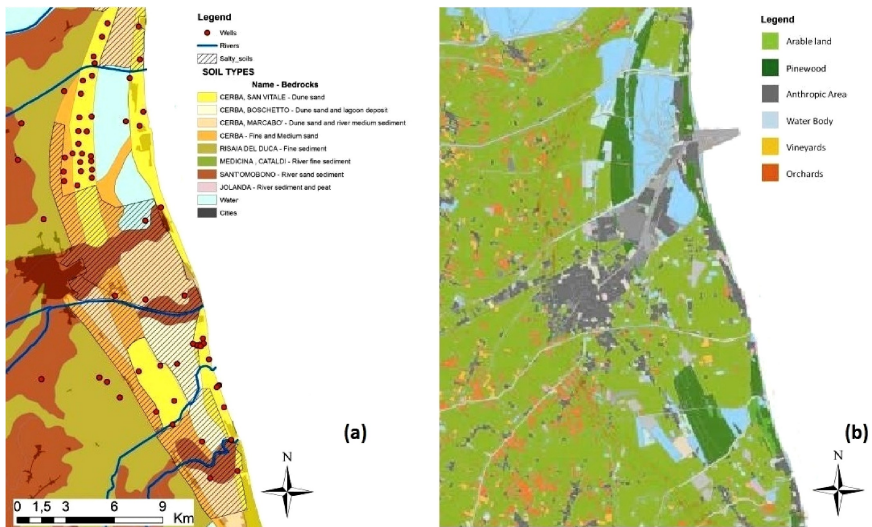 Legend
Wells
Rivers
Salty_soils
SOIL TYPES
Name - Bedrocks
CERBA, SAN VITALE - Dune sand
CERBA, BOSCHETTO - Dune sand and lagoon deposit
CERBA, MARCABO' - Dune sand and river medium sediment
CERBA - Fine and Medium sand
RISAIA DEL DUCA - Fine sediment
MEDICINA, CATALDI - River fine sediment
SANT'OMOBONO - River sand sediment
JOLANDA - River sediment and peat
Water
Cities
(a)
N
0 1,5 3 6 9
Km
Legend
Arable land
Pinewood
Anthropic Area
Water Body
Vineyards
Orchards
(b)
N